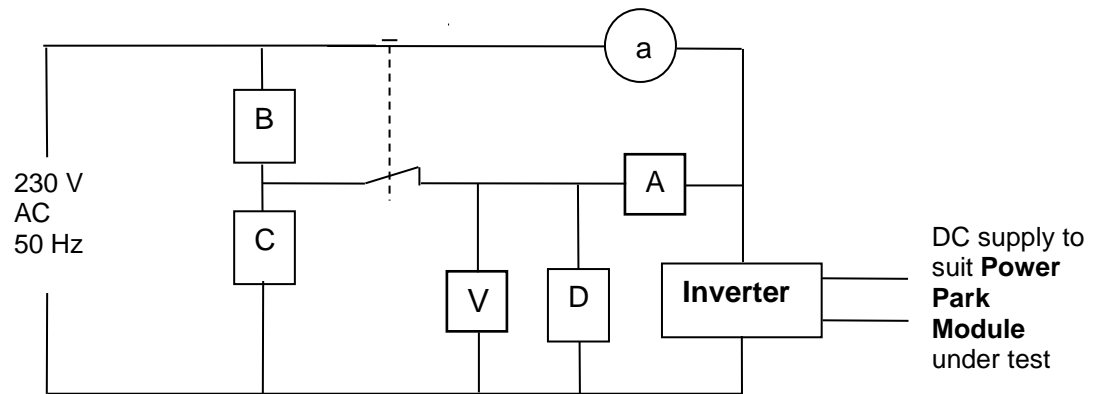 a
B
230 V
AC
50 Hz
A
C
V
D
Inverter
DC supply to
suit Power
Park
Module
under test